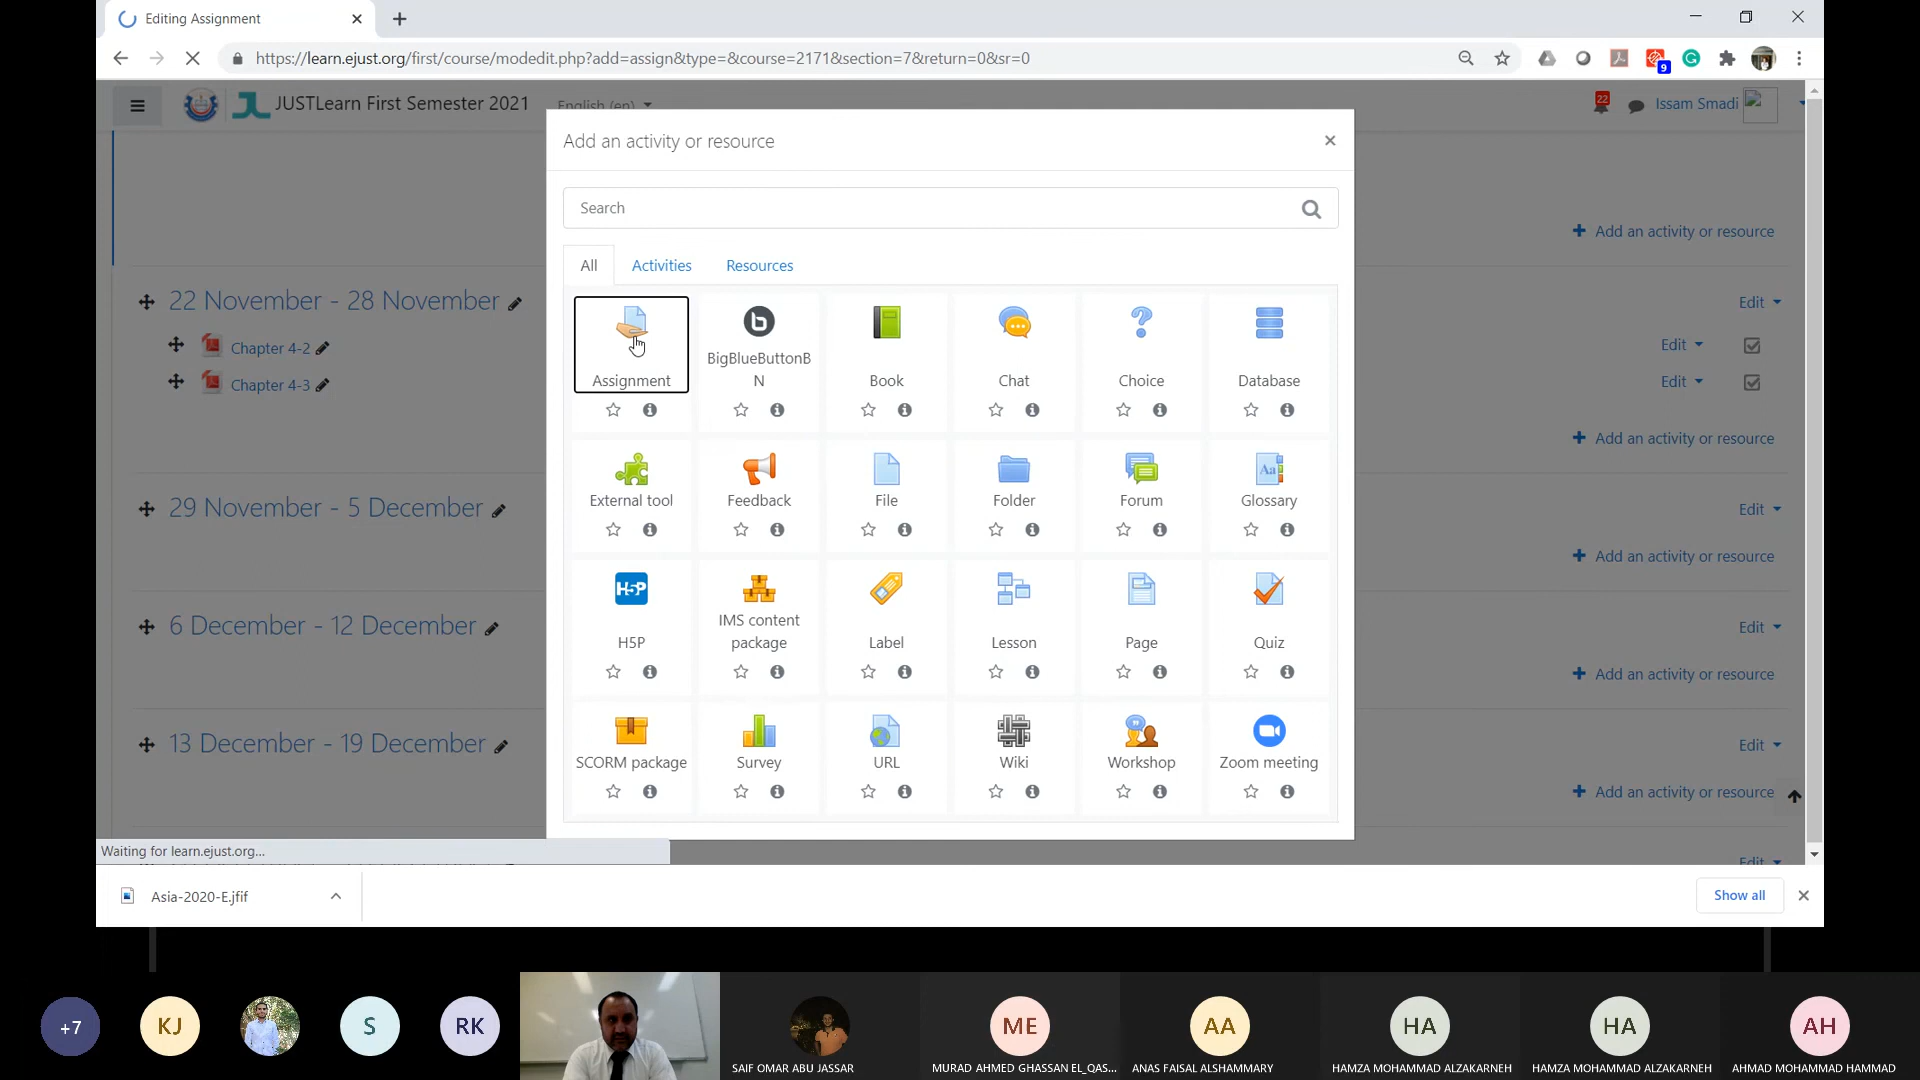 Editing Assignment
https://learn.ejust.org/first/course/modedit.php?add=assign&type=&course=2171&section=7&return=0&sr=0
9
JUSTLearn First Semester 2021
English (en)
22
Issam Smadi
Add an activity or resource
Search
All
Activities
Resources
Add an activity or resource
22 November - 28 November
Edit
Chapter 4-2
Edit
Chapter 4-3
Edit
Add an activity or resource
29 November - 5 December
Edit
Add an activity or resource
6 December - 12 December
Edit
Add an activity or resource
13 December - 19 December
Edit
Add an activity or resource
Edit
Assignment
BigBlueButtonB
N
Book
Chat
Choice
Database
External tool
Feedback
File
Folder
Forum
Aa
Glossary
H5P
H5P
IMS content
package
Label
Lesson
Page
Quiz
SCORM package
Survey
URL
Wiki
Workshop
Zoom meeting
Waiting for learn.ejust.org...
Asia-2020-E.jfif
Show all
+7
KJ
S
RK
SAIF OMAR ABU JASSAR
ME
MURAD AHMED GHASSAN EL_QAS...
AA
ANAS FAISAL ALSHAMMARY
HA
HAMZA MOHAMMAD ALZAKARNEH
HA
HAMZA MOHAMMAD ALZAKARNEH
AH
AHMAD MOHAMMAD HAMMAD